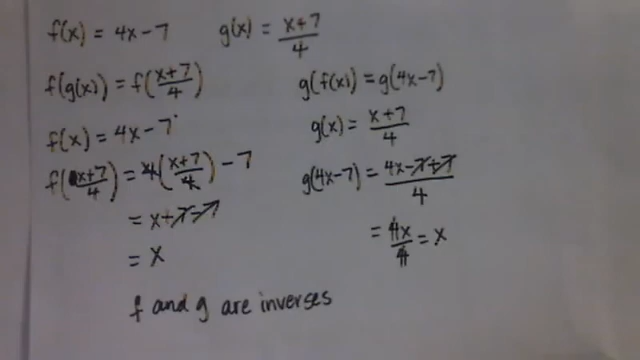 f(x) = 4x-7   g(x) = (x+7)/4
f(g(x)) = f((x+7)/4)
f(x) = 4x-7
f((x+7)/4) = 4((x+7)/4) - 7
= x+7-7
= x
g(f(x)) = g(4x-7)
g(x) = (x+7)/4
g(4x-7) = (4x-7+7)/4
= 4x/4 = x
f and g are inverses